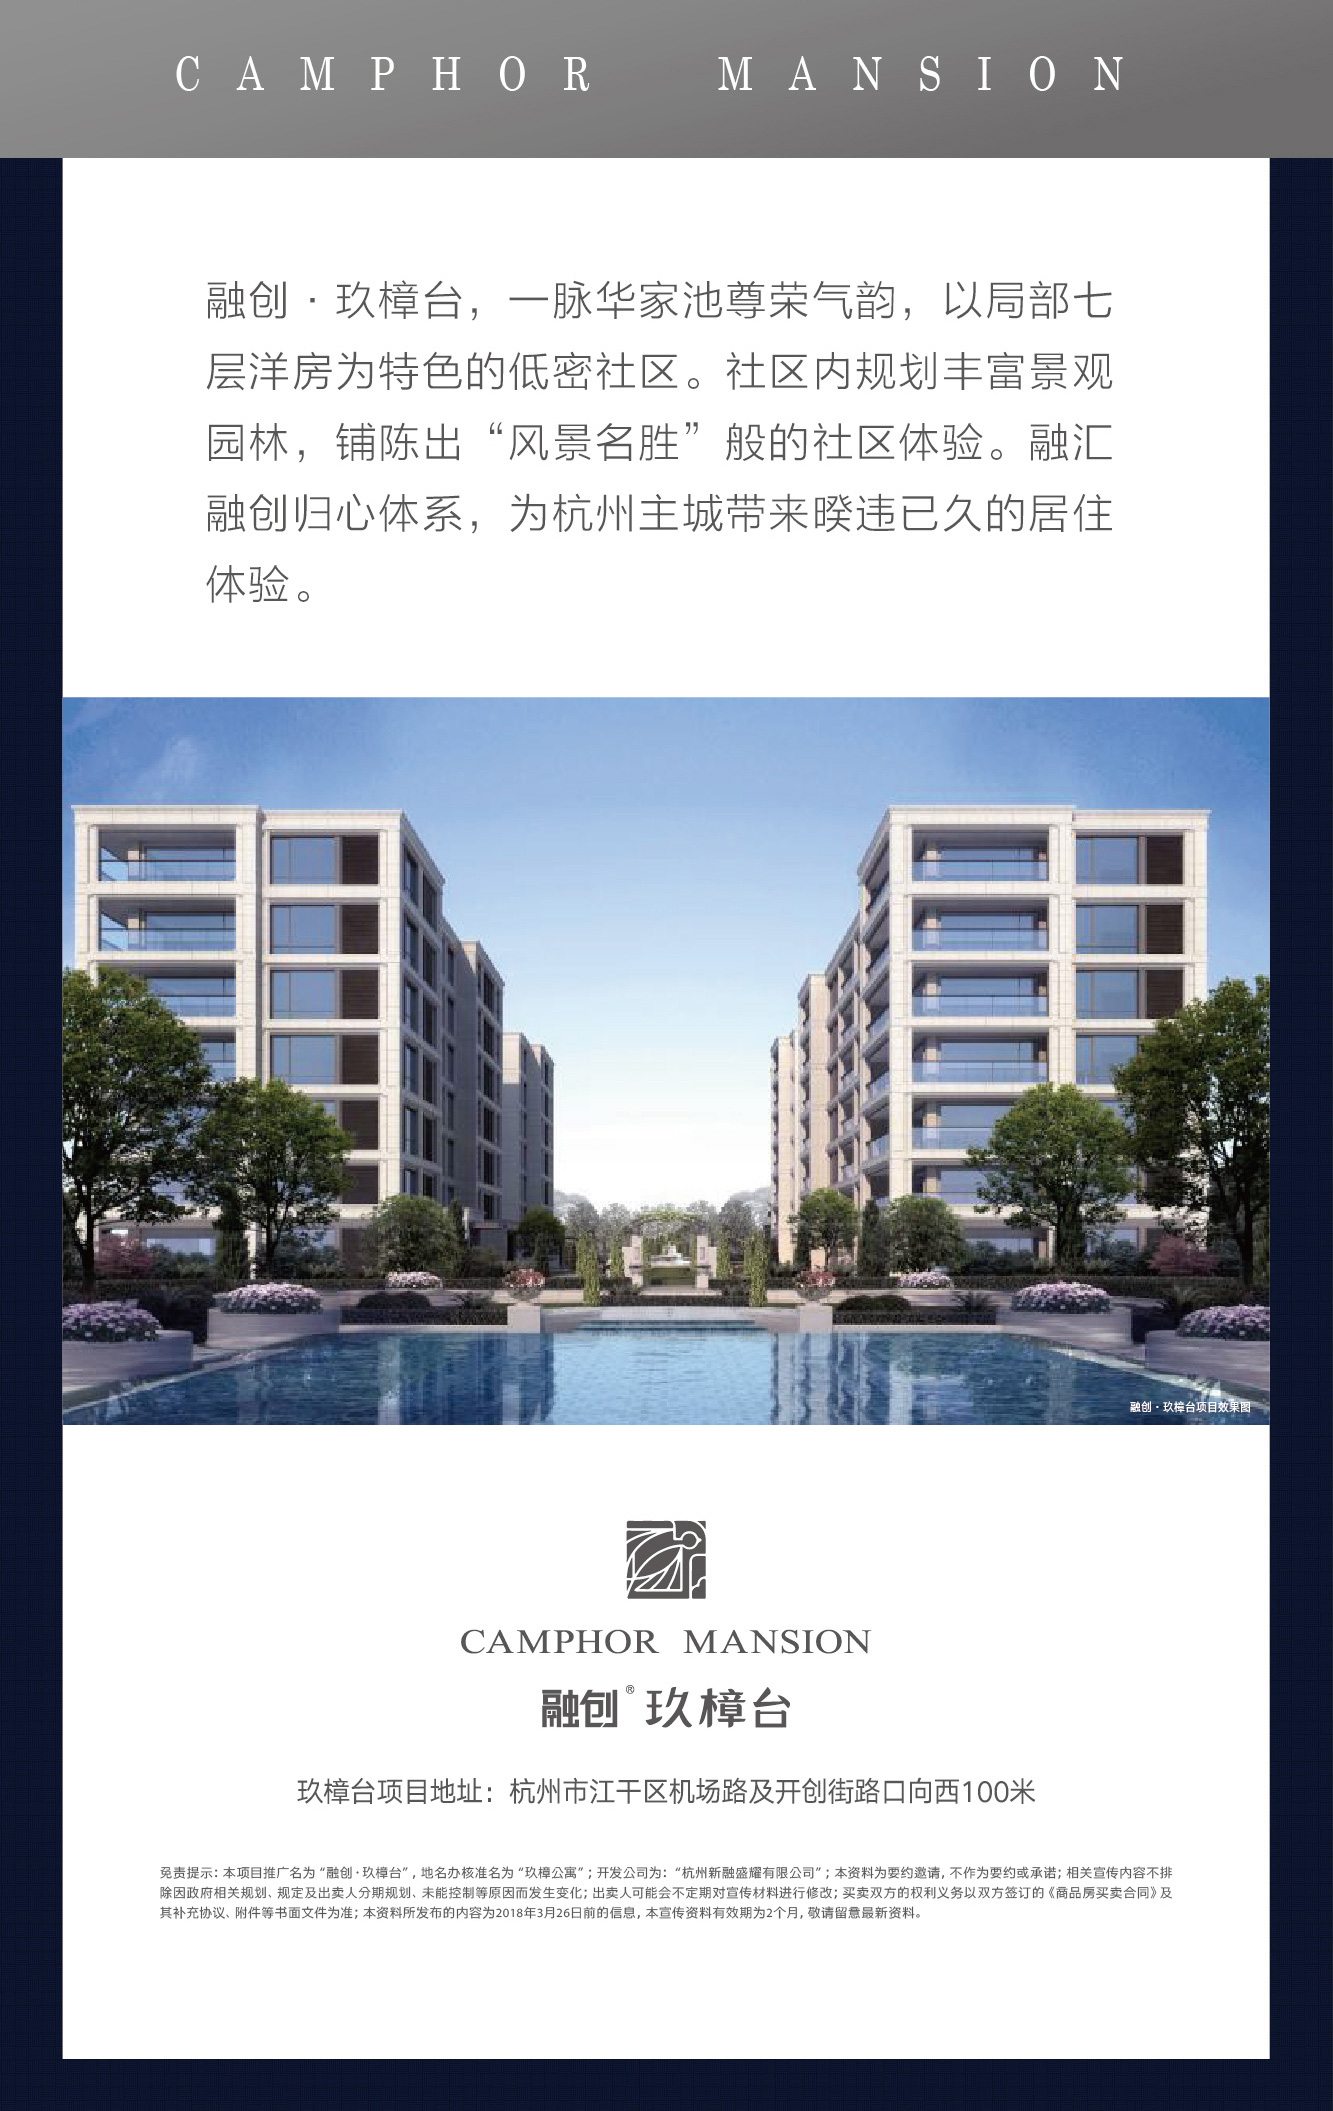 CAMPHOR MANSION
融创·玖樟台，一脉华家池尊荣气韵，以局部七
层洋房为特色的低密社区。社区内规划丰富景观
园林，铺陈出“风景名胜”般的社区体验。融汇
融创归心体系，为杭州主城带来暌违已久的居住
体验。
融创·玖樟台项目效果图
CAMPHOR MANSION
融创® 玖樟台
玖樟台项目地址：杭州市江干区机场路及开创街路口向西100米
免责提示：本项目推广名为“融创·玖樟台”，地名办核准名为“玖樟公寓”；开发公司为：“杭州新融盛耀有限公司”；本资料为要约邀请，不作为要约或承诺；相关宣传内容不排
除因政府相关规划、规定及出卖人分期规划、未能控制等原因而发生变化；出卖人可能会不定期对宣传材料进行修改；买卖双方的权利义务以双方签订的《商品房买卖合同》及
其补充协议、附件等书面文件为准；本资料所发布的内容为2018年3月26日前的信息，本宣传资料有效期为2个月，敬请留意最新资料。